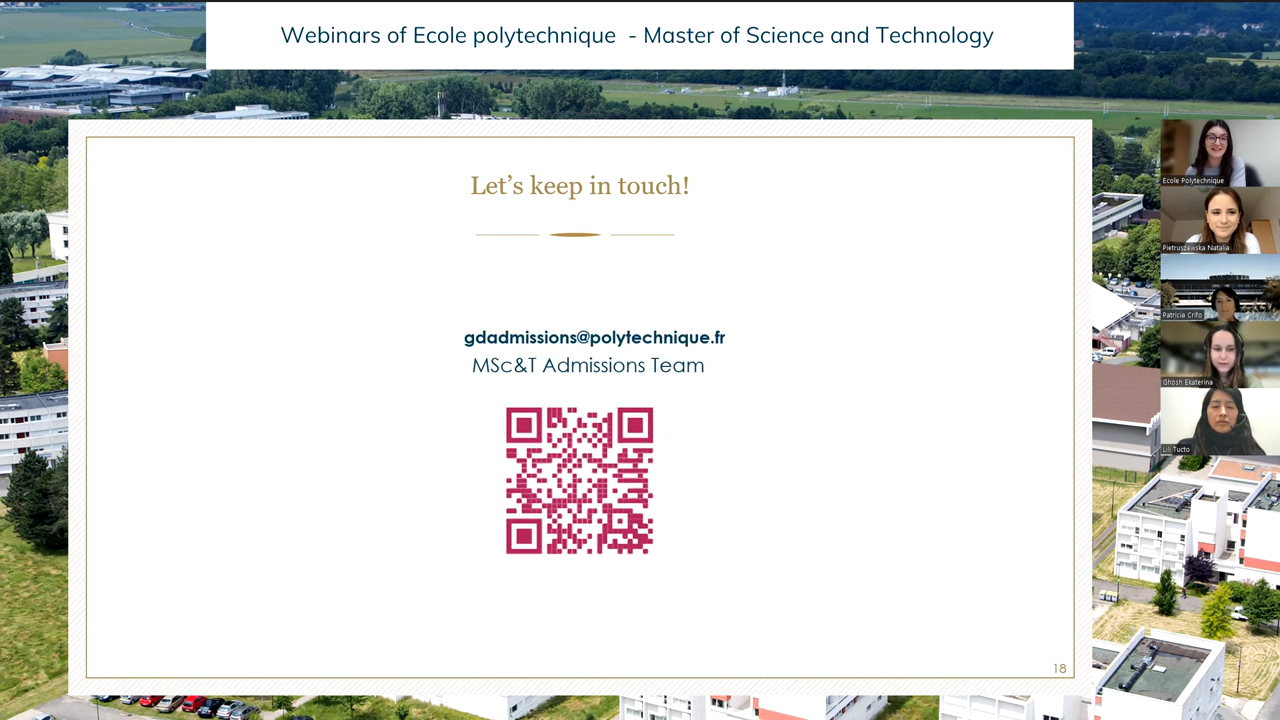 Webinars of Ecole polytechnique - Master of Science and Technology
Let's keep in touch!
gdadmissions@polytechnique.fr
MSc&T Admissions Team
18
Ecole Polytechnique
Pietruszewska Natalia
Patricia Crifo
Ghosh Ekaterina
Lili Tucto